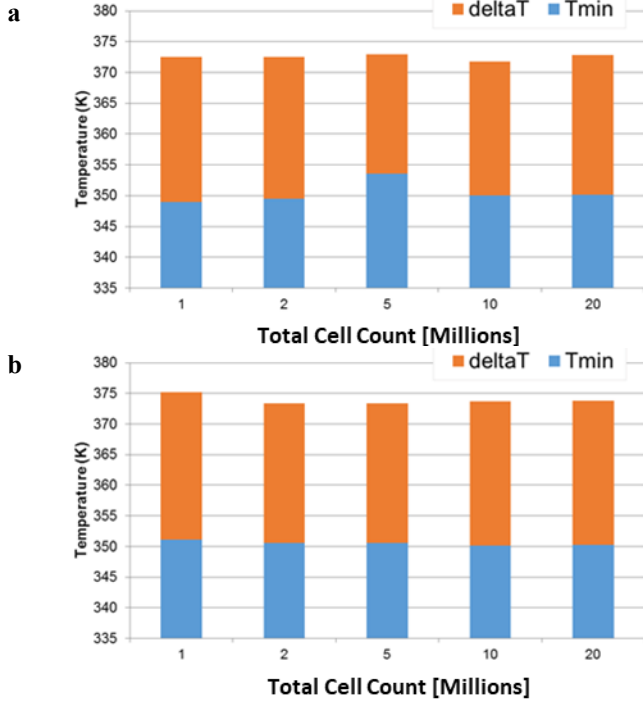 a
deltaT Tmin
Temperature (K)
380
375
370
365
360
355
350
345
340
335
1 2 5 10 20
Total Cell Count [Millions]
b
deltaT Tmin
Temperature (K)
380
375
370
365
360
355
350
345
340
335
1 2 5 10 20
Total Cell Count [Millions]